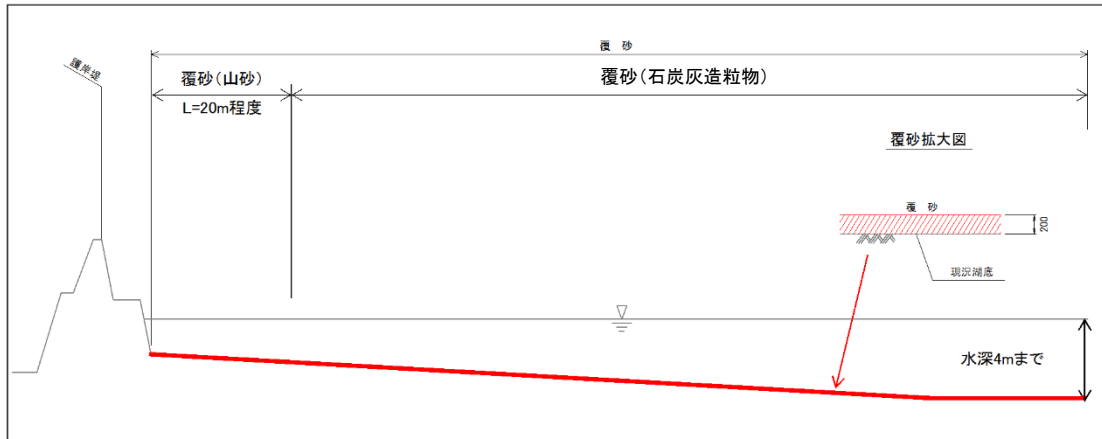 覆 砂
護岸堤
覆砂(山砂)
L=20m程度
覆砂(石炭灰造粒物)
覆砂拡大図
覆 砂
200
現況湖底
水深4mまで